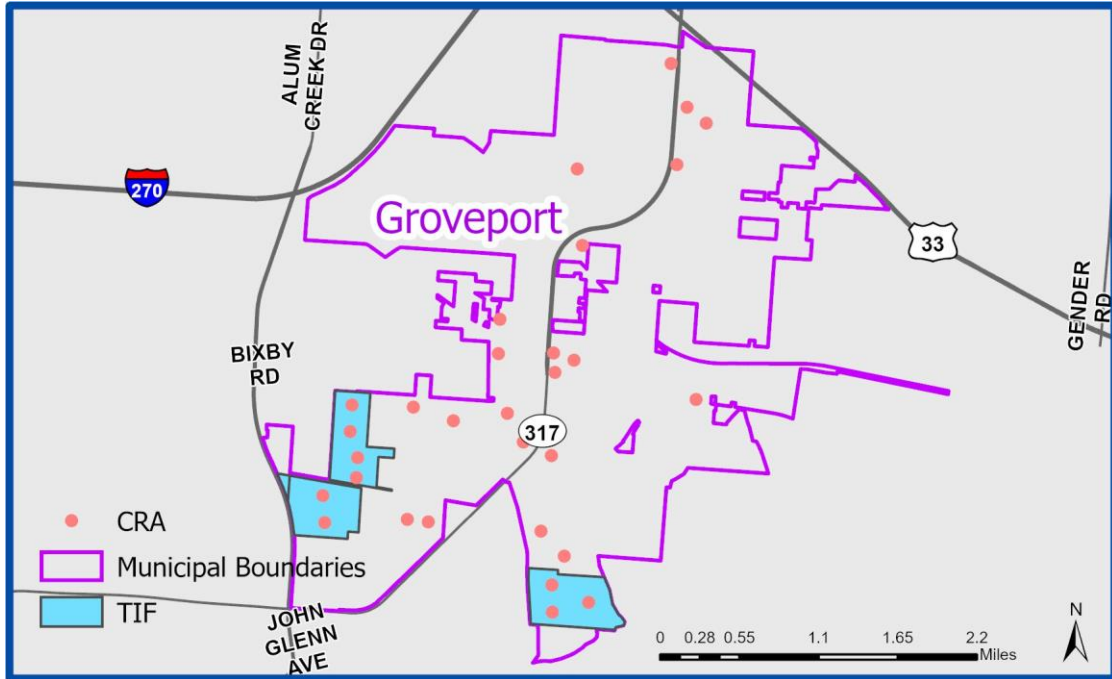 ALUM
CREEK DR
270
Groveport
33
GENDER
RD
BIXBY
RD
317
CRA
Municipal Boundaries
TIF
JOHN
GLENN
AVE
N
0 0.28 0.55 1.1 1.65 2.2
Miles